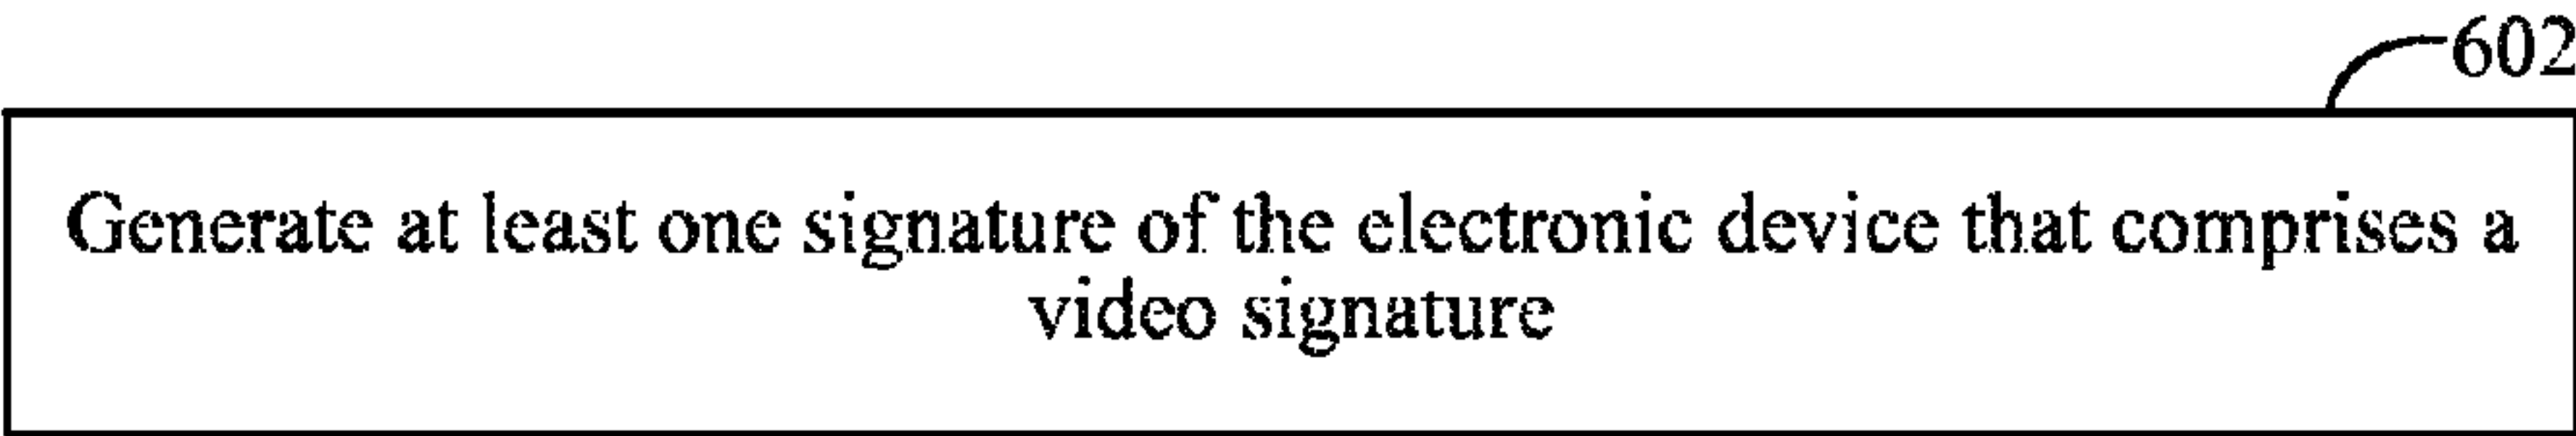 602
Generate at least one signature of the electronic device that comprises a
video signature